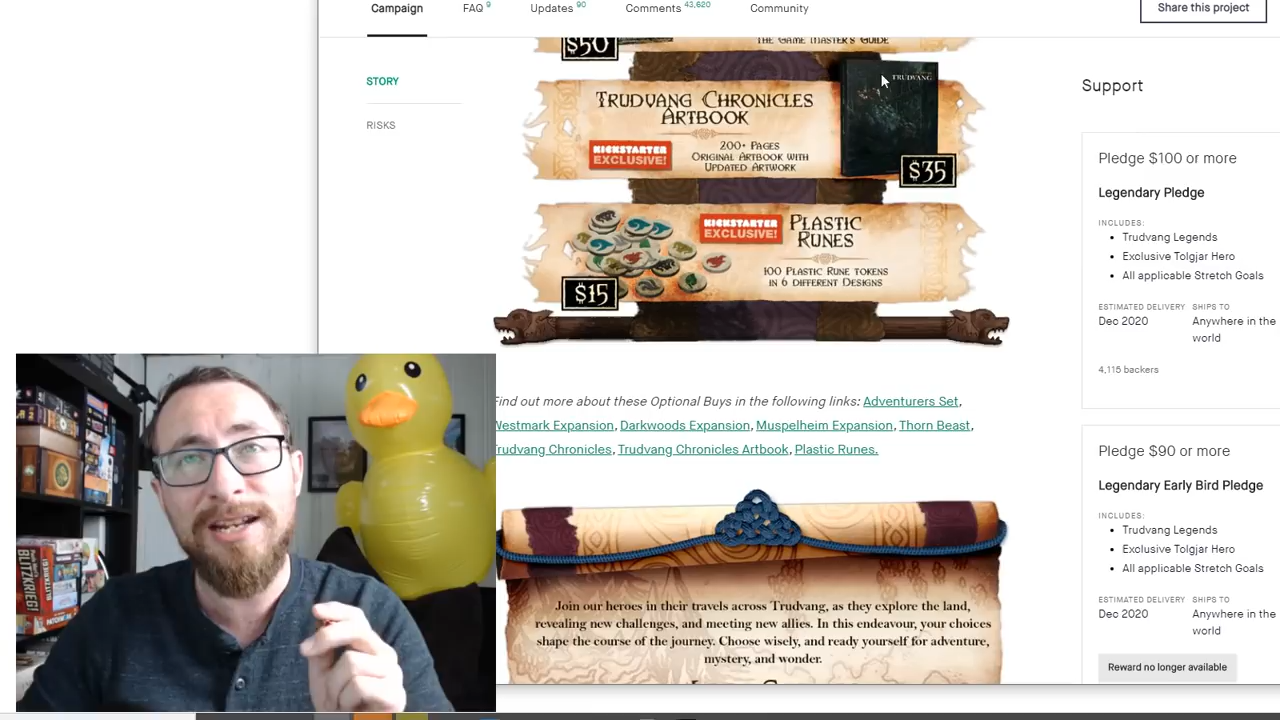 Campaign
FAQ 9
Updates 90
Comments 43,620
Community
Share this project
STORY
RISKS
$50
The Game Master's Guide
Trudvang Chronicles
Artbook
KICKSTARTER
EXCLUSIVE!
200+ Pages
Original Artbook with
Updated Artwork
TRUDVANG
$35
KICKSTARTER
EXCLUSIVE!
Plastic
Runes
100 Plastic Rune tokens
in 6 different Designs
$15
Find out more about these Optional Buys in the following links: Adventurers Set,
Westmark Expansion, Darkwoods Expansion, Muspelheim Expansion, Thorn Beast,
Trudvang Chronicles, Trudvang Chronicles Artbook, Plastic Runes.
Join our heroes in their travels across Trudvang, as they explore the land,
revealing new challenges, and meeting new allies. In this endeavour, your choices
shape the course of the journey. Choose wisely, and ready yourself for adventure,
mystery, and wonder.
Support
Pledge $100 or more
Legendary Pledge
INCLUDES:
• Trudvang Legends
• Exclusive Tolgjar Hero
• All applicable Stretch Goals
ESTIMATED DELIVERY SHIPS TO
Dec 2020 Anywhere in the
world
4,115 backers
Pledge $90 or more
Legendary Early Bird Pledge
INCLUDES:
• Trudvang Legends
• Exclusive Tolgjar Hero
• All applicable Stretch Goals
ESTIMATED DELIVERY SHIPS TO
Dec 2020 Anywhere in the
world
Reward no longer available
BLITZKRIEG!